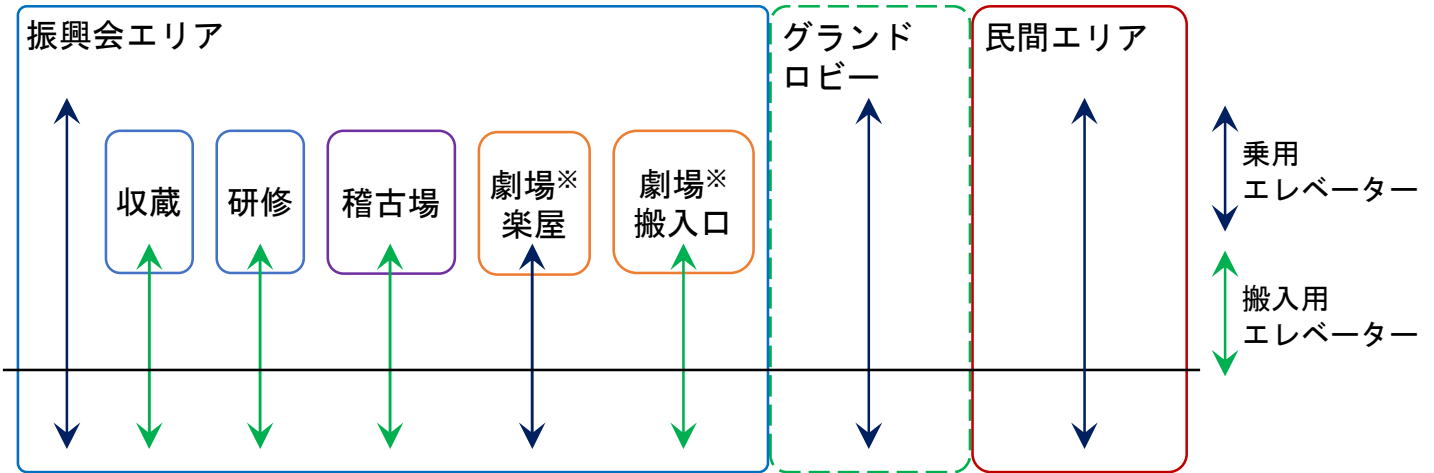 振興会エリア
グランド
ロビー
民間エリア
収蔵
研修
稽古場
劇場※
楽屋
劇場※
搬入口
乗用
エレベーター
搬入用
エレベーター